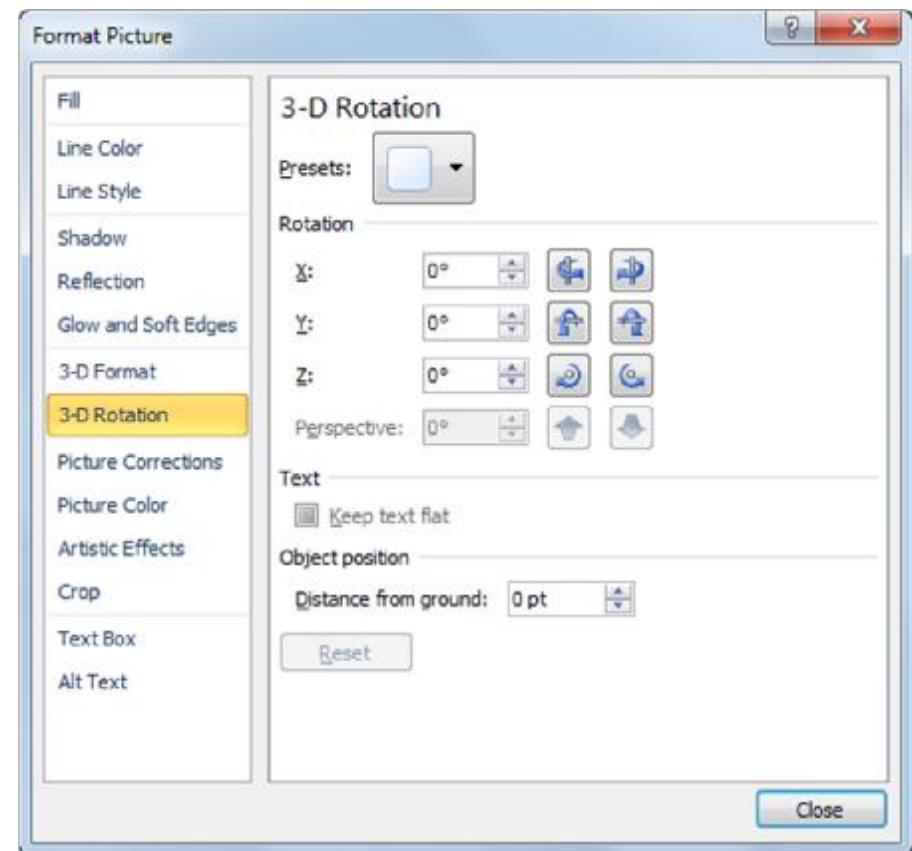 Format Picture
Fill
Line Color
Line Style
Shadow
Reflection
Glow and Soft Edges
3-D Format
3-D Rotation
Picture Corrections
Picture Color
Artistic Effects
Crop
Text Box
Alt Text
3-D Rotation
Presets:
Rotation
X: 0°
Y: 0°
Z: 0°
Perspective: 0°
Text
Keep text flat
Object position
Distance from ground: 0 pt
Reset
Close